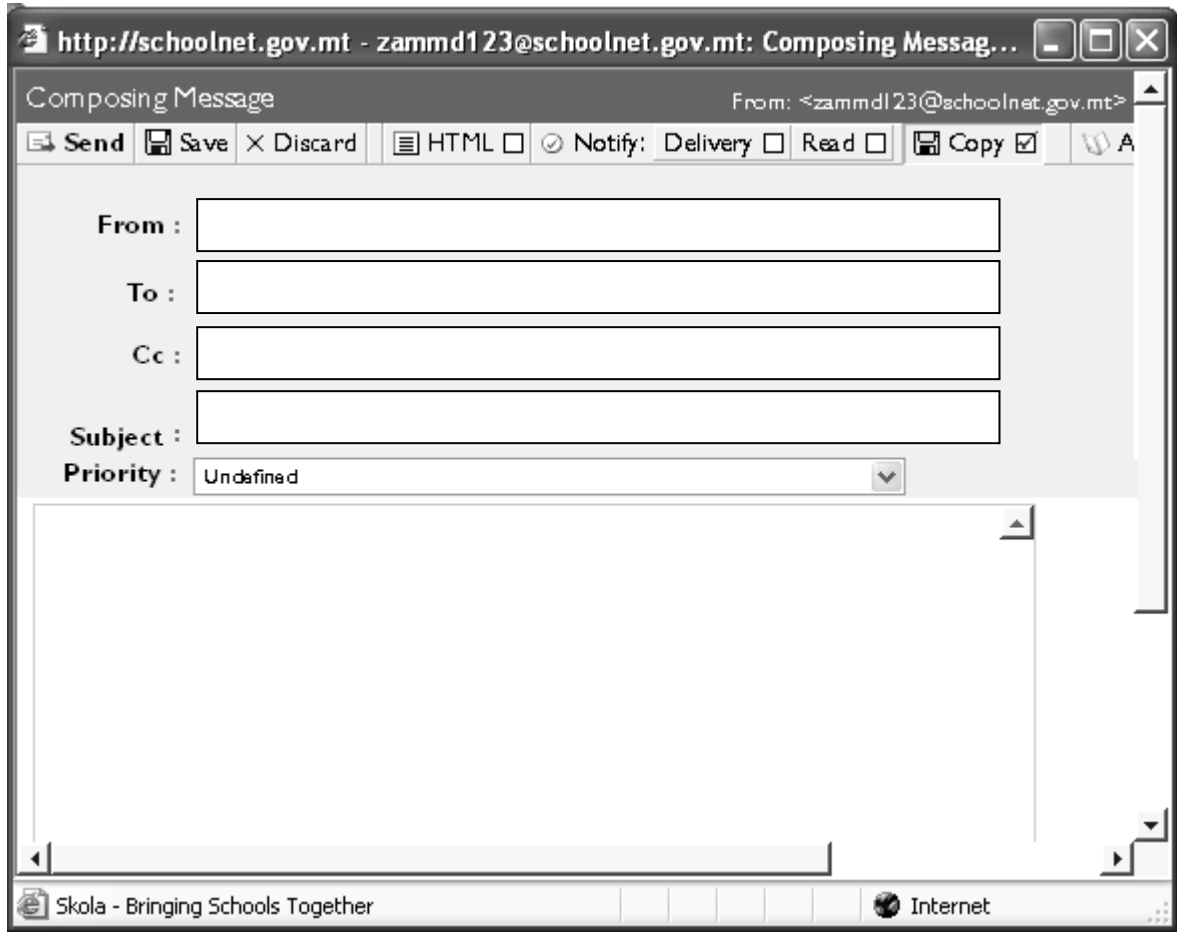 http://schoolnet.gov.mt - zammd123@schoolnet.gov.mt: Composing Messag...
Composing Message From: <zammd123@schoolnet.gov.mt>
Send Save Discard HTML Notify: Delivery Read Copy A
From :
To :
Cc :
Subject :
Priority : Undefined
Skola - Bringing Schools Together Internet